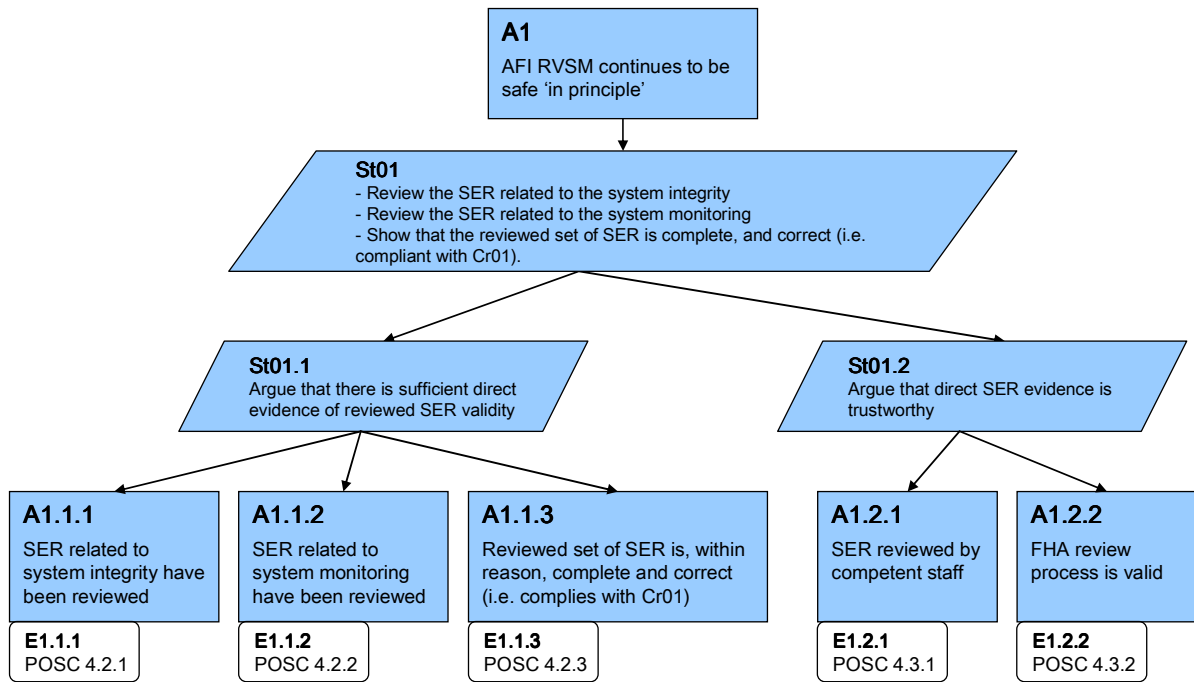 A1
AFI RVSM continues to be
safe ‘in principle’
St01
- Review the SER related to the system integrity
- Review the SER related to the system monitoring
- Show that the reviewed set of SER is complete, and correct (i.e.
compliant with Cr01).
St01.1
Argue that there is sufficient direct
evidence of reviewed SER validity
St01.2
Argue that direct SER evidence is
trustworthy
A1.1.1
SER related to
system integrity have
been reviewed
E1.1.1
POSC 4.2.1
A1.1.2
SER related to
system monitoring
have been reviewed
E1.1.2
POSC 4.2.2
A1.1.3
Reviewed set of SER is, within
reason, complete and correct
(i.e. complies with Cr01)
E1.1.3
POSC 4.2.3
A1.2.1
SER reviewed by
competent staff
E1.2.1
POSC 4.3.1
A1.2.2
FHA review
process is valid
E1.2.2
POSC 4.3.2